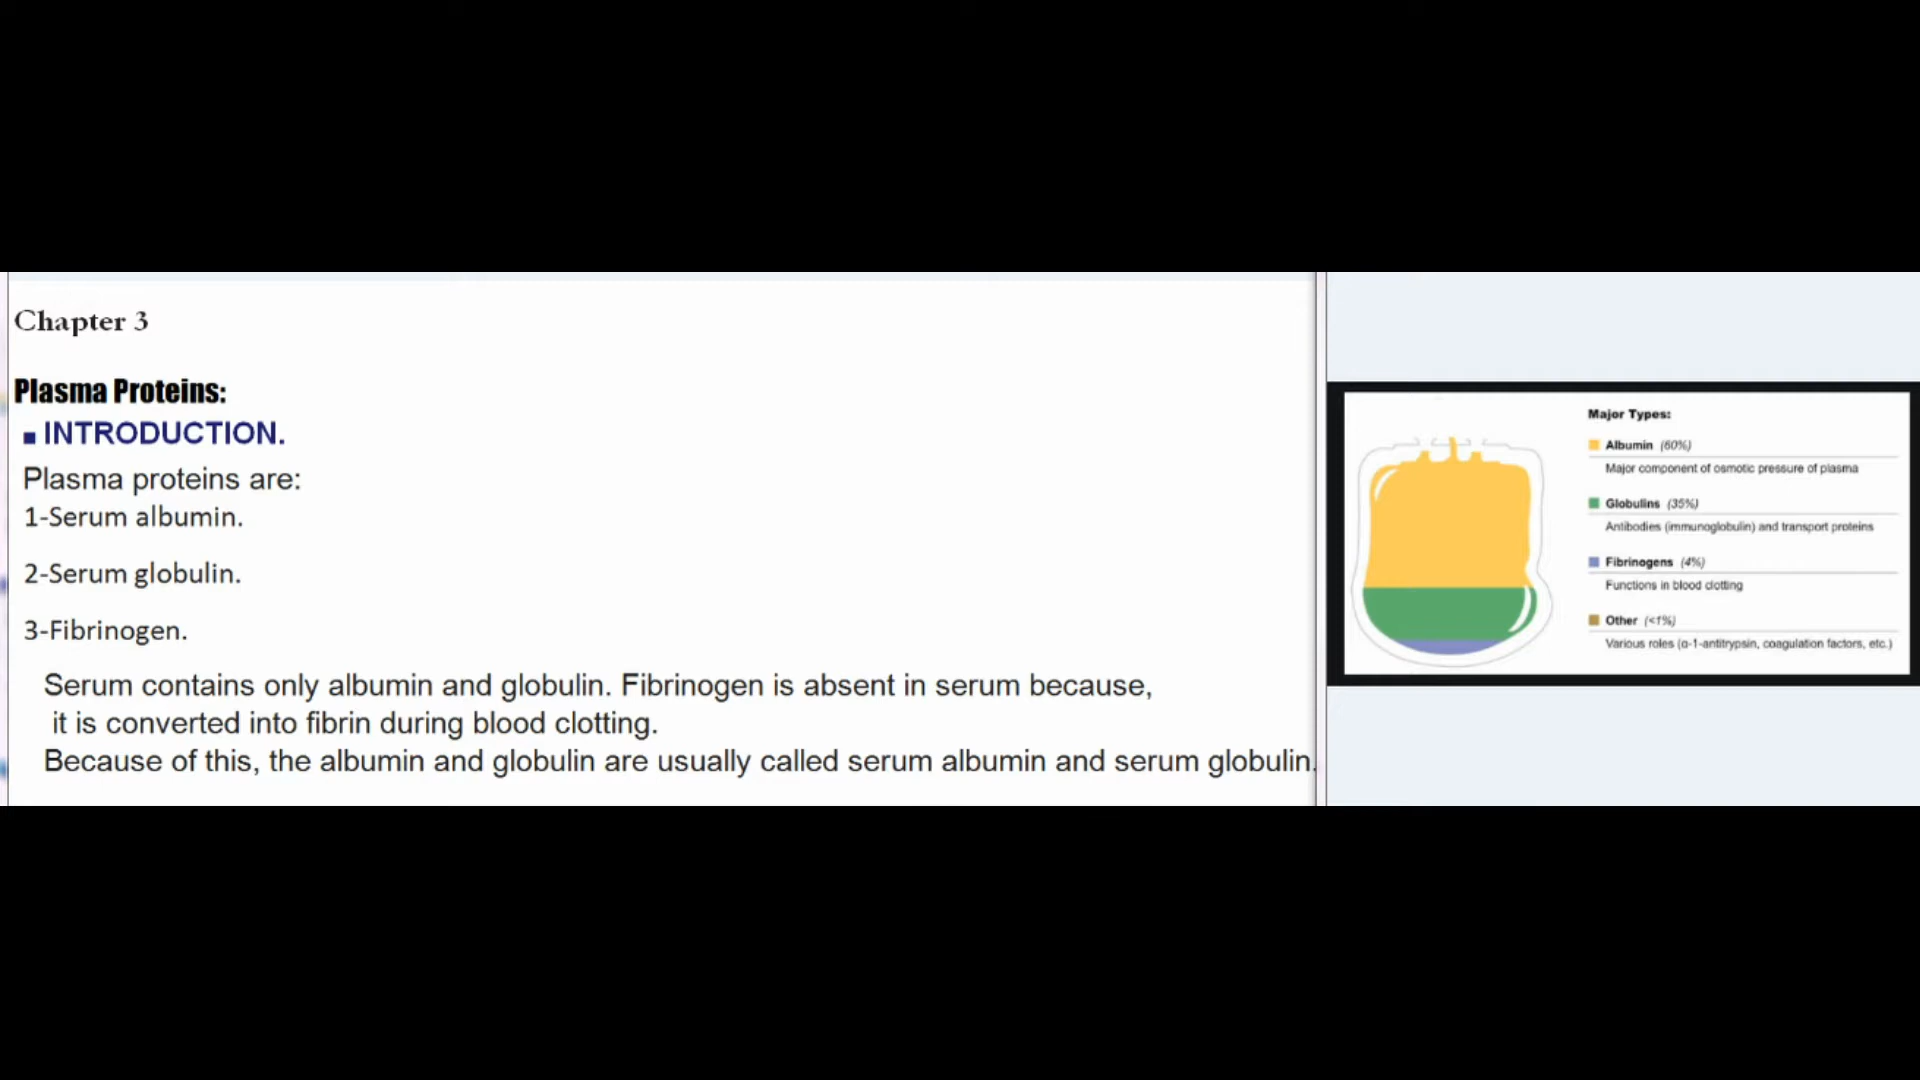 Chapter 3
Plasma Proteins:
■ INTRODUCTION.
Plasma proteins are:
1-Serum albumin.
2-Serum globulin.
3-Fibrinogen.
Serum contains only albumin and globulin. Fibrinogen is absent in serum because,
it is converted into fibrin during blood clotting.
Because of this, the albumin and globulin are usually called serum albumin and serum globulin.
Major Types:
Albumin (60%)
Major component of osmotic pressure of plasma
Globulins (35%)
Antibodies (immunoglobulin) and transport proteins
Fibrinogens (4%)
Functions in blood clotting
Other (<1%)
Various roles (α-1-antitrypsin, coagulation factors, etc.)